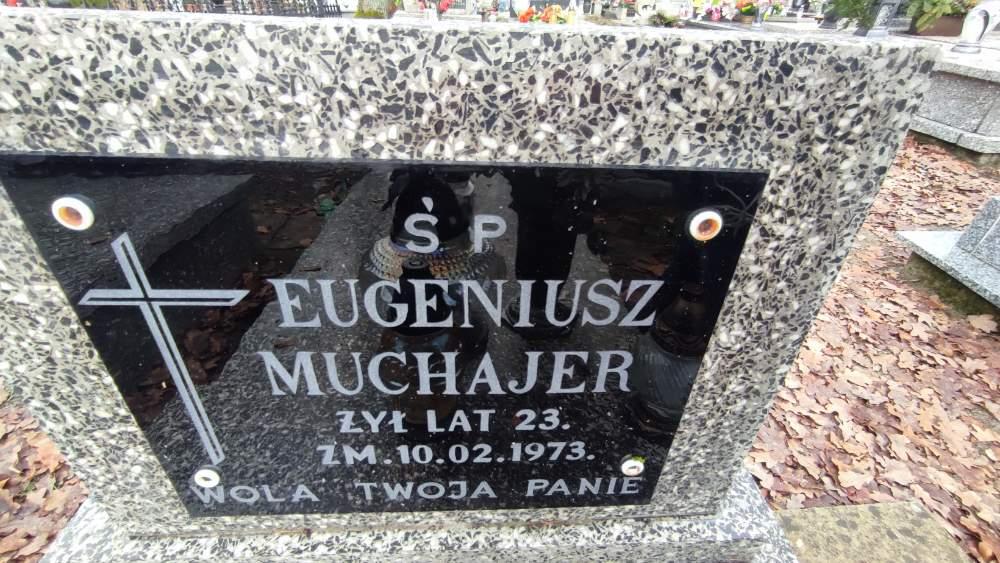 Ś P
EUGENIUSZ
MUCHAJER
ŻYŁ LAT 23.
ZM. 10.02.1973.
WOLA TWOJA PANIE